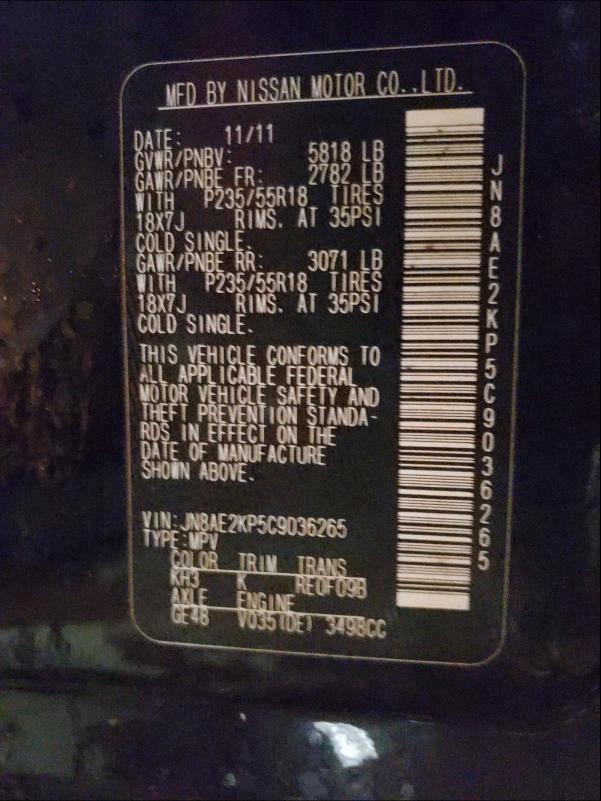 MFD BY NISSAN MOTOR CO.,LTD.
DATE: 11/11
GVWR/PNBV: 5818 LB
GAWR/PNBE FR: 2782 LB
WITH P235/55R18 TIRES
18X7J RIMS. AT 35PSI
COLD SINGLE.
GAWR/PNBE RR: 3071 LB
WITH P235/55R18 TIRES
18X7J RIMS. AT 35PSI
COLD SINGLE.
THIS VEHICLE CONFORMS TO
ALL APPLICABLE FEDERAL
MOTOR VEHICLE SAFETY AND
THEFT PREVENTION STANDA-
RDS IN EFFECT ON THE
DATE OF MANUFACTURE
SHOWN ABOVE.
VIN:JN8AE2KP5C9036265
TYPE:MPV
COLOR TRIM TRANS
KH3 K RE0F09B
AXLE ENGINE
GE48 VQ35(DE) 3498CC
JN8AE2KP5C9036265